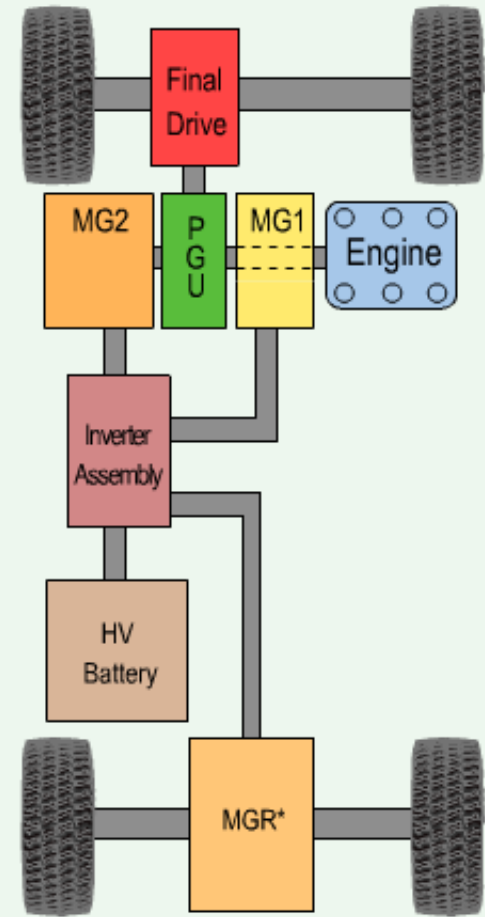 Final
Drive
MG2
P
G
U
MG1
Engine
Inverter
Assembly
HV
Battery
MGR*